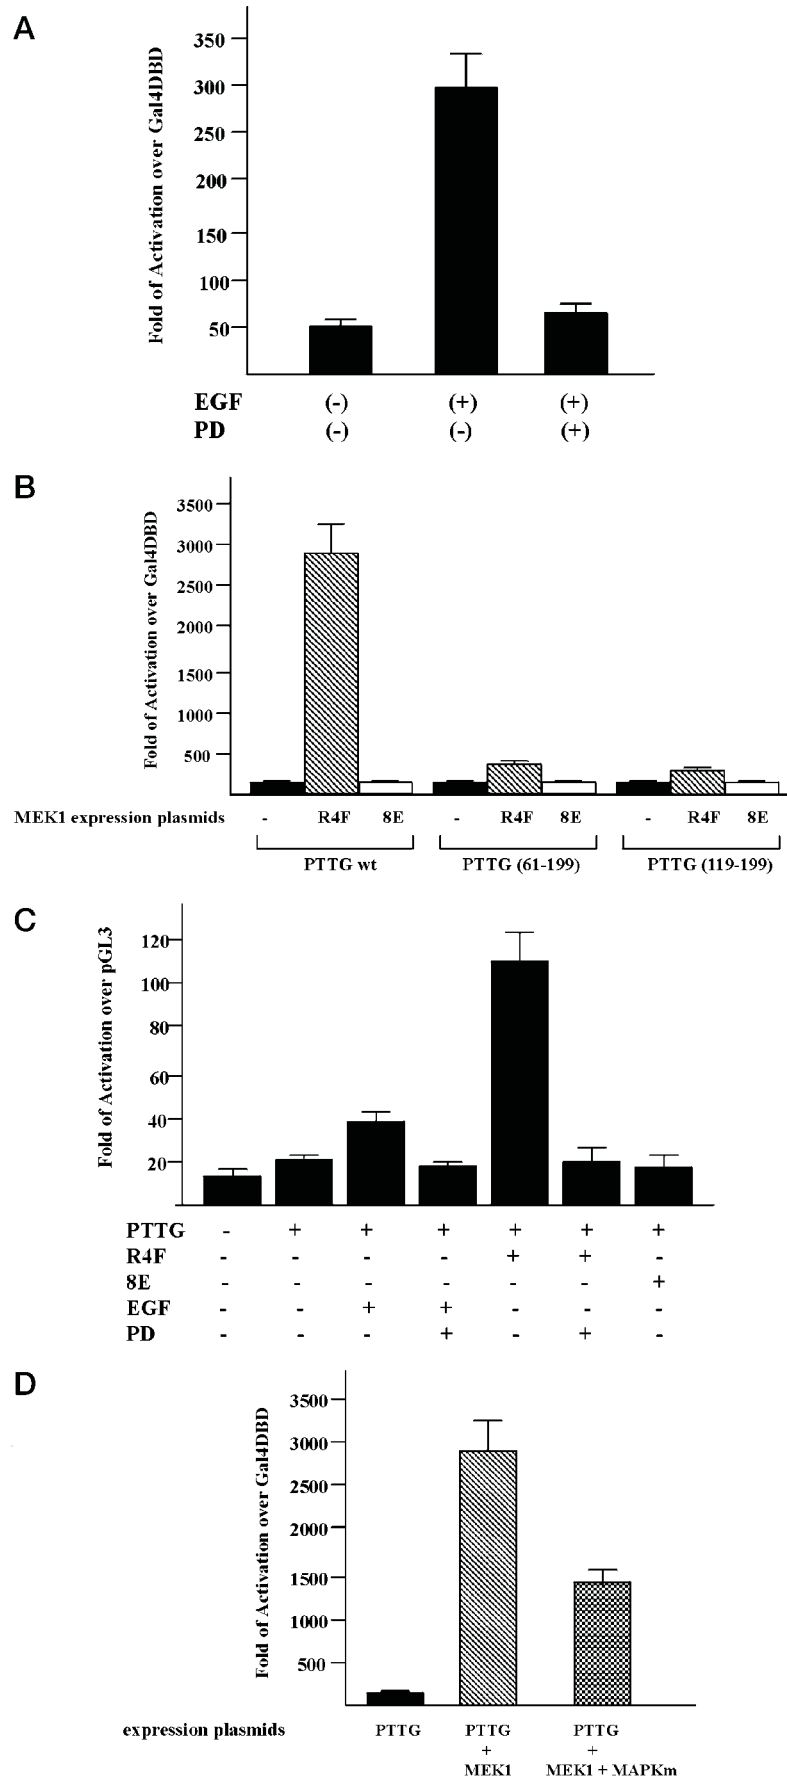 A
Fold of Activation over Gal4DBD
350
300
250
200
150
100
50
EGF (-) (+) (+)
PD (-) (-) (+)
B
Fold of Activation over Gal4DBD
3500
3000
2500
2000
1500
1000
500
MEK1 expression plasmids - R4F 8E - R4F 8E - R4F 8E
PTTG wt PTTG (61-199) PTTG (119-199)
C
Fold of Activation over pGL3
120
100
80
60
40
20
PTTG - + + + + + +
R4F - - - - + + -
8E - - - - - - +
EGF - - + + - - -
PD - - - + - + -
D
Fold of Activation over Gal4DBD
3500
3000
2500
2000
1500
1000
500
expression plasmids PTTG PTTG PTTG
+ +
MEK1 MEK1 + MAPKm